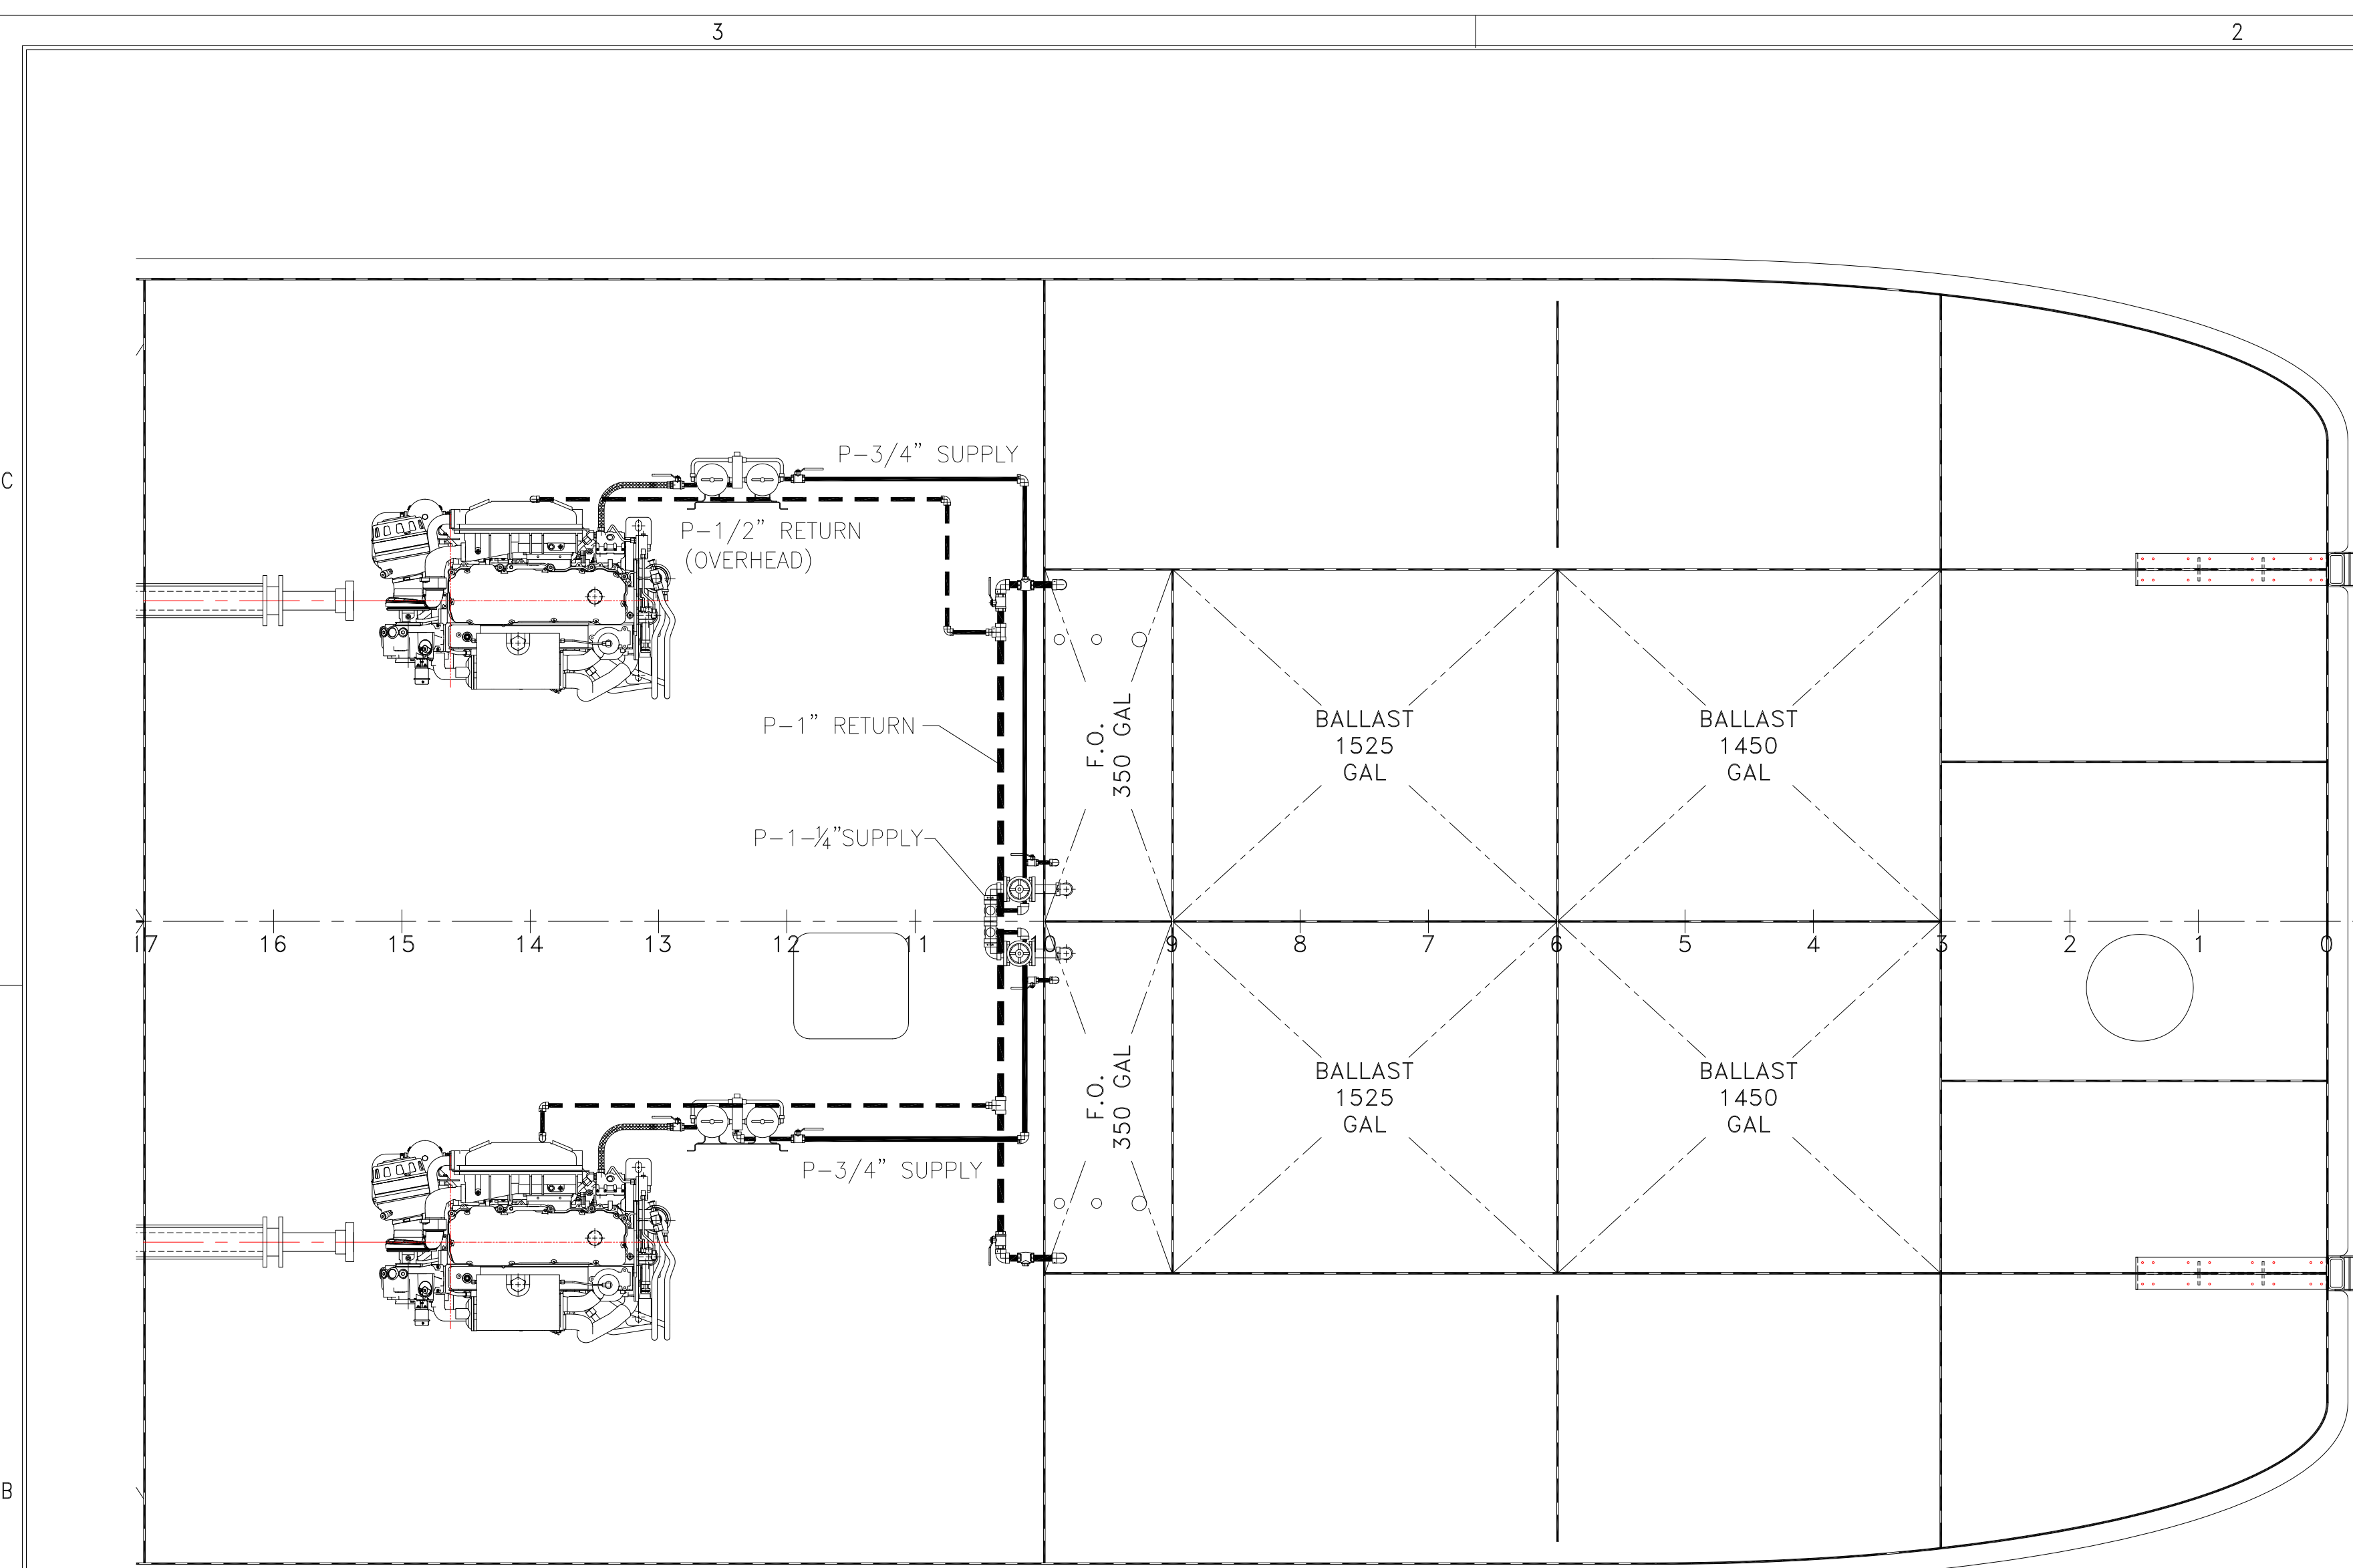 3
2
C
P-3/4" SUPPLY
P-1/2" RETURN
(OVERHEAD)
P-1" RETURN
P-1-¼"SUPPLY
F.O.
350 GAL
BALLAST
1525
GAL
BALLAST
1450
GAL
17 16 15 14 13 12 11 10 9 8 7 6 5 4 3 2 1 0
F.O.
350 GAL
BALLAST
1525
GAL
BALLAST
1450
GAL
P-3/4" SUPPLY
B